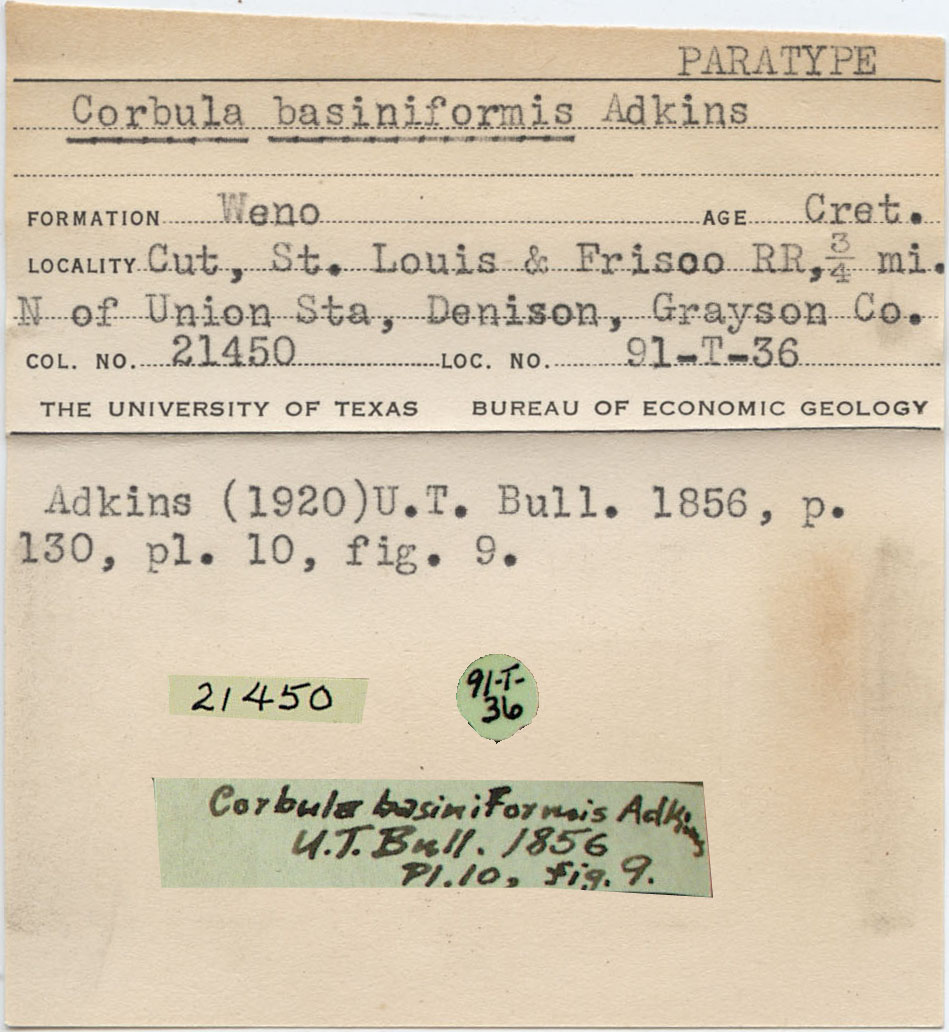 PARATYPE
Corbula basiniformis Adkins
FORMATION Weno AGE Cret.
LOCALITY Cut, St. Louis & Frisco RR, 3/4 mi.
N of Union Sta, Denison, Grayson Co.
COL. NO. 21450 LOC. NO. 91-T-36
THE UNIVERSITY OF TEXAS BUREAU OF ECONOMIC GEOLOGY
Adkins (1920)U.T. Bull. 1856, p.
130, pl. 10, fig. 9.
21450
91-T-
36
Corbula basiniformis Adkins
U.T. Bull. 1856
Pl.10, fig. 9.